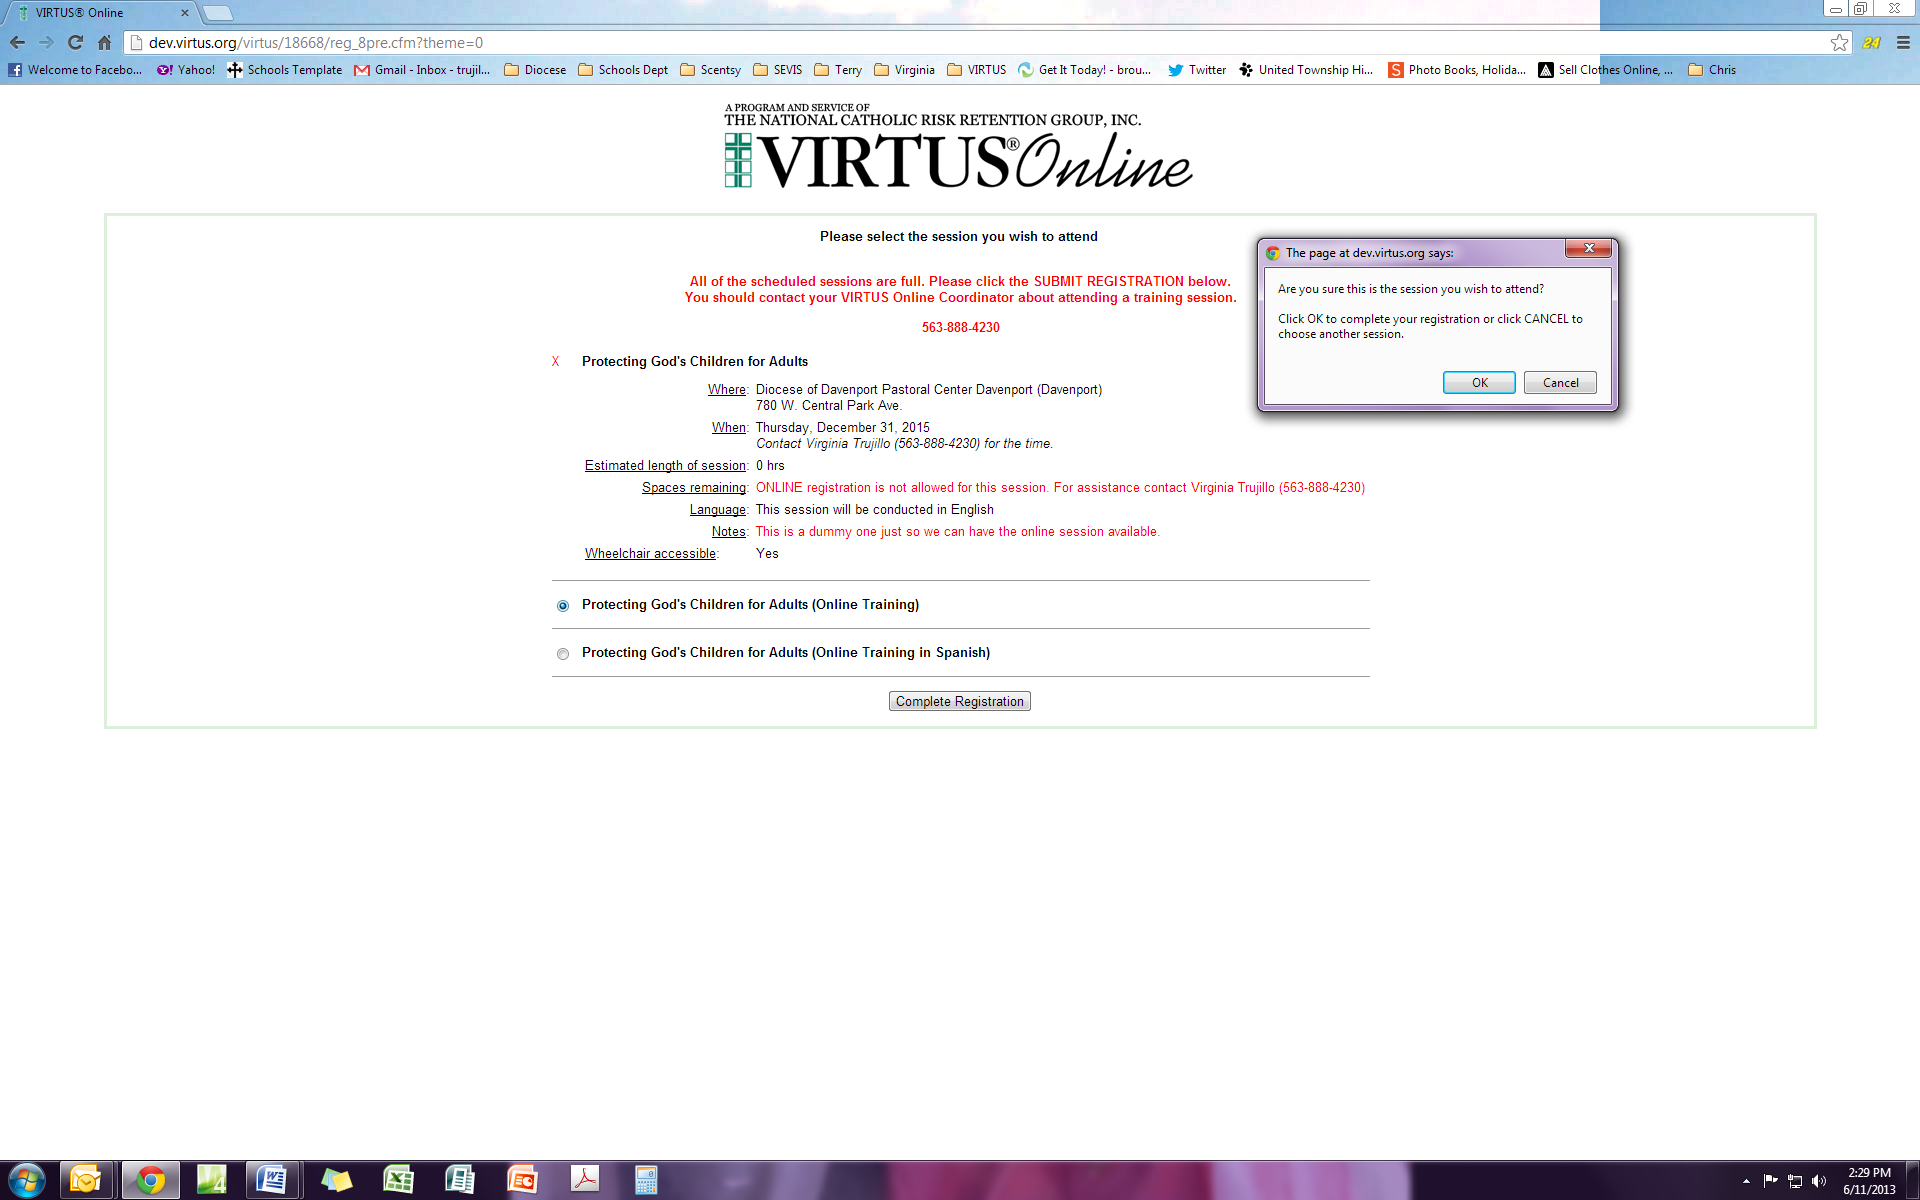 VIRTUS® Online
dev.virtus.org/virtus/18668/reg_8pre.cfm?theme=0
24
Welcome to Facebo... Yahoo! Schools Template Gmail - Inbox - trujil... Diocese Schools Dept Scentsy SEVIS Terry Virginia VIRTUS Get It Today! - brou... Twitter United Township Hi... Photo Books, Holida... Sell Clothes Online, ... Chris
A PROGRAM AND SERVICE OF
THE NATIONAL CATHOLIC RISK RETENTION GROUP, INC.
VIRTUS® Online
Please select the session you wish to attend
All of the scheduled sessions are full. Please click the SUBMIT REGISTRATION below.
You should contact your VIRTUS Online Coordinator about attending a training session.
563-888-4230
X Protecting God's Children for Adults
Where: Diocese of Davenport Pastoral Center Davenport (Davenport)
780 W. Central Park Ave.
When: Thursday, December 31, 2015
Contact Virginia Trujillo (563-888-4230) for the time.
Estimated length of session: 0 hrs
Spaces remaining: ONLINE registration is not allowed for this session. For assistance contact Virginia Trujillo (563-888-4230)
Language: This session will be conducted in English
Notes: This is a dummy one just so we can have the online session available.
Wheelchair accessible: Yes
Protecting God's Children for Adults (Online Training)
Protecting God's Children for Adults (Online Training in Spanish)
Complete Registration
The page at dev.virtus.org says:
Are you sure this is the session you wish to attend?
Click OK to complete your registration or click CANCEL to
choose another session.
OK Cancel
2:29 PM
6/11/2013